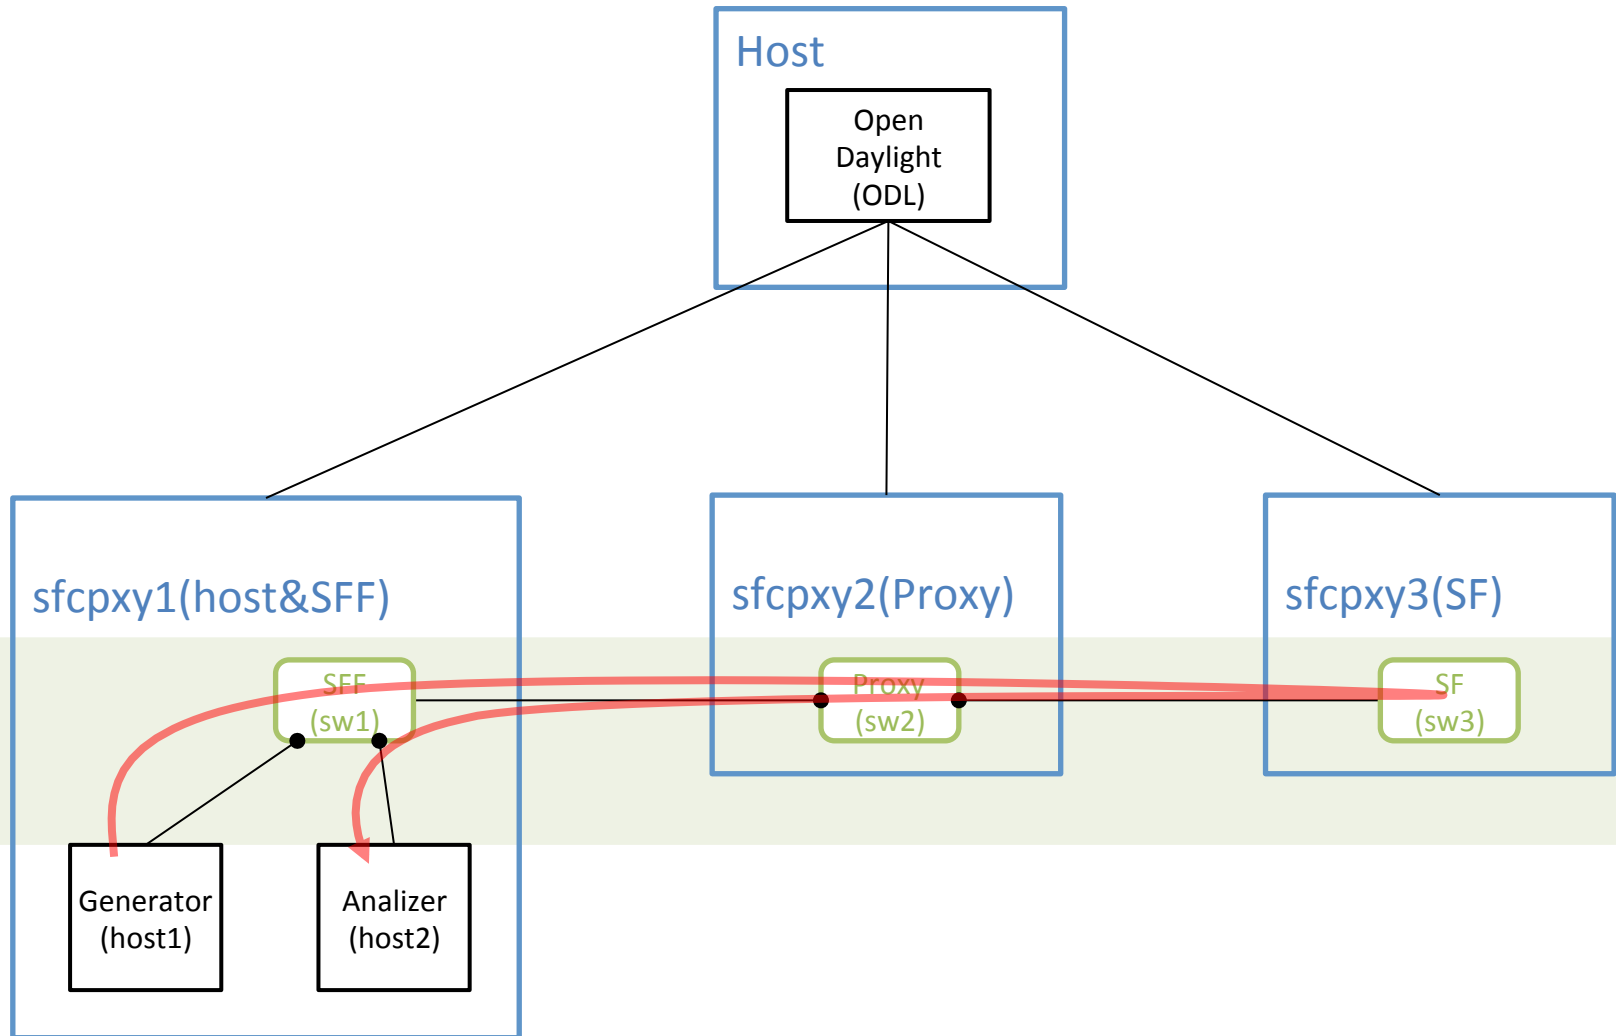 Host
Open
Daylight
(ODL)
sfcpxy1(host&SFF)
sfcpxy2(Proxy)
sfcpxy3(SF)
SFF
(sw1)
Proxy
(sw2)
SF
(sw3)
Generator
(host1)
Analizer
(host2)